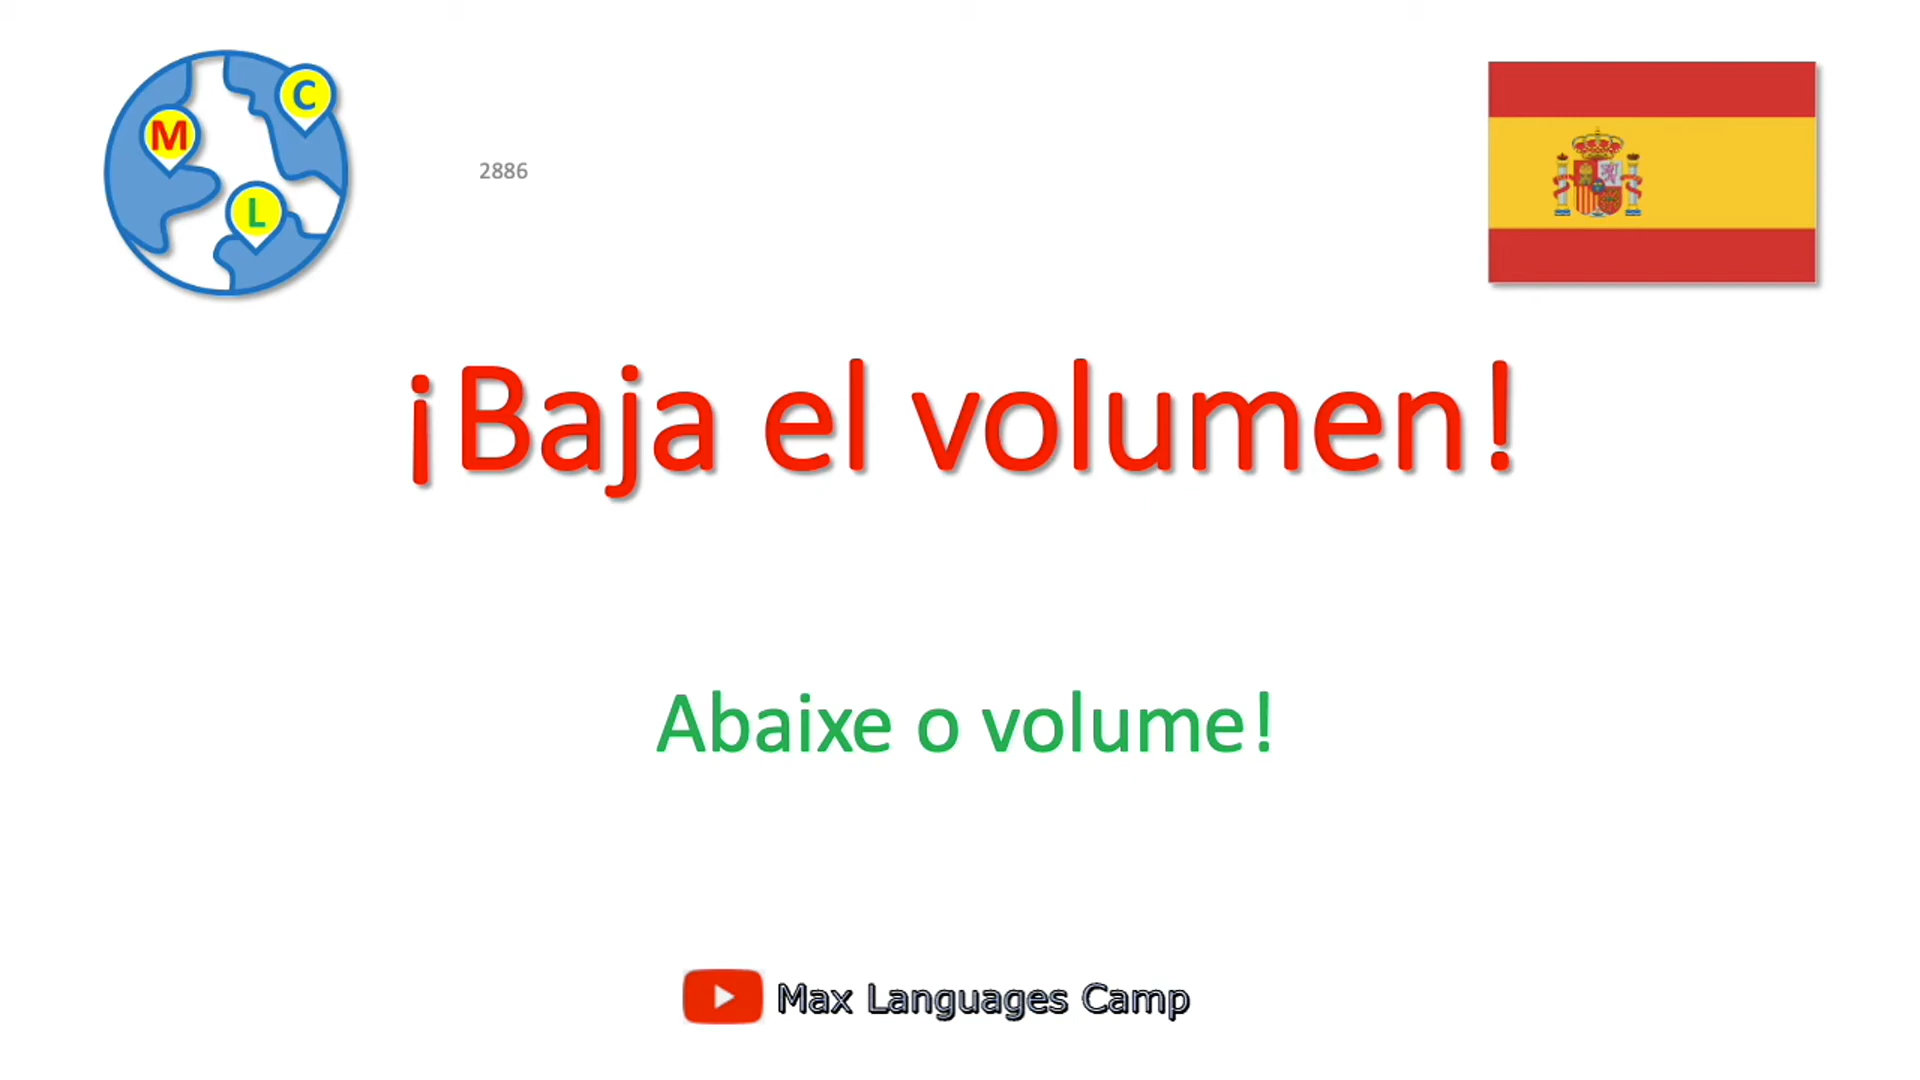 C
M
L
2886
¡Baja el volumen!
Abaixe o volume!
Max Languages Camp